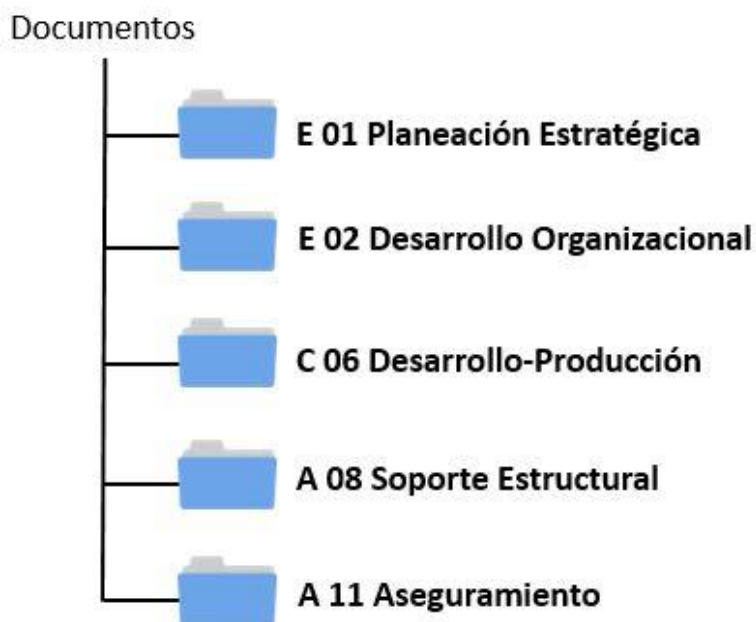 Documentos
E 01 Planeación Estratégica
E 02 Desarrollo Organizacional
C 06 Desarrollo-Producción
A 08 Soporte Estructural
A 11 Aseguramiento